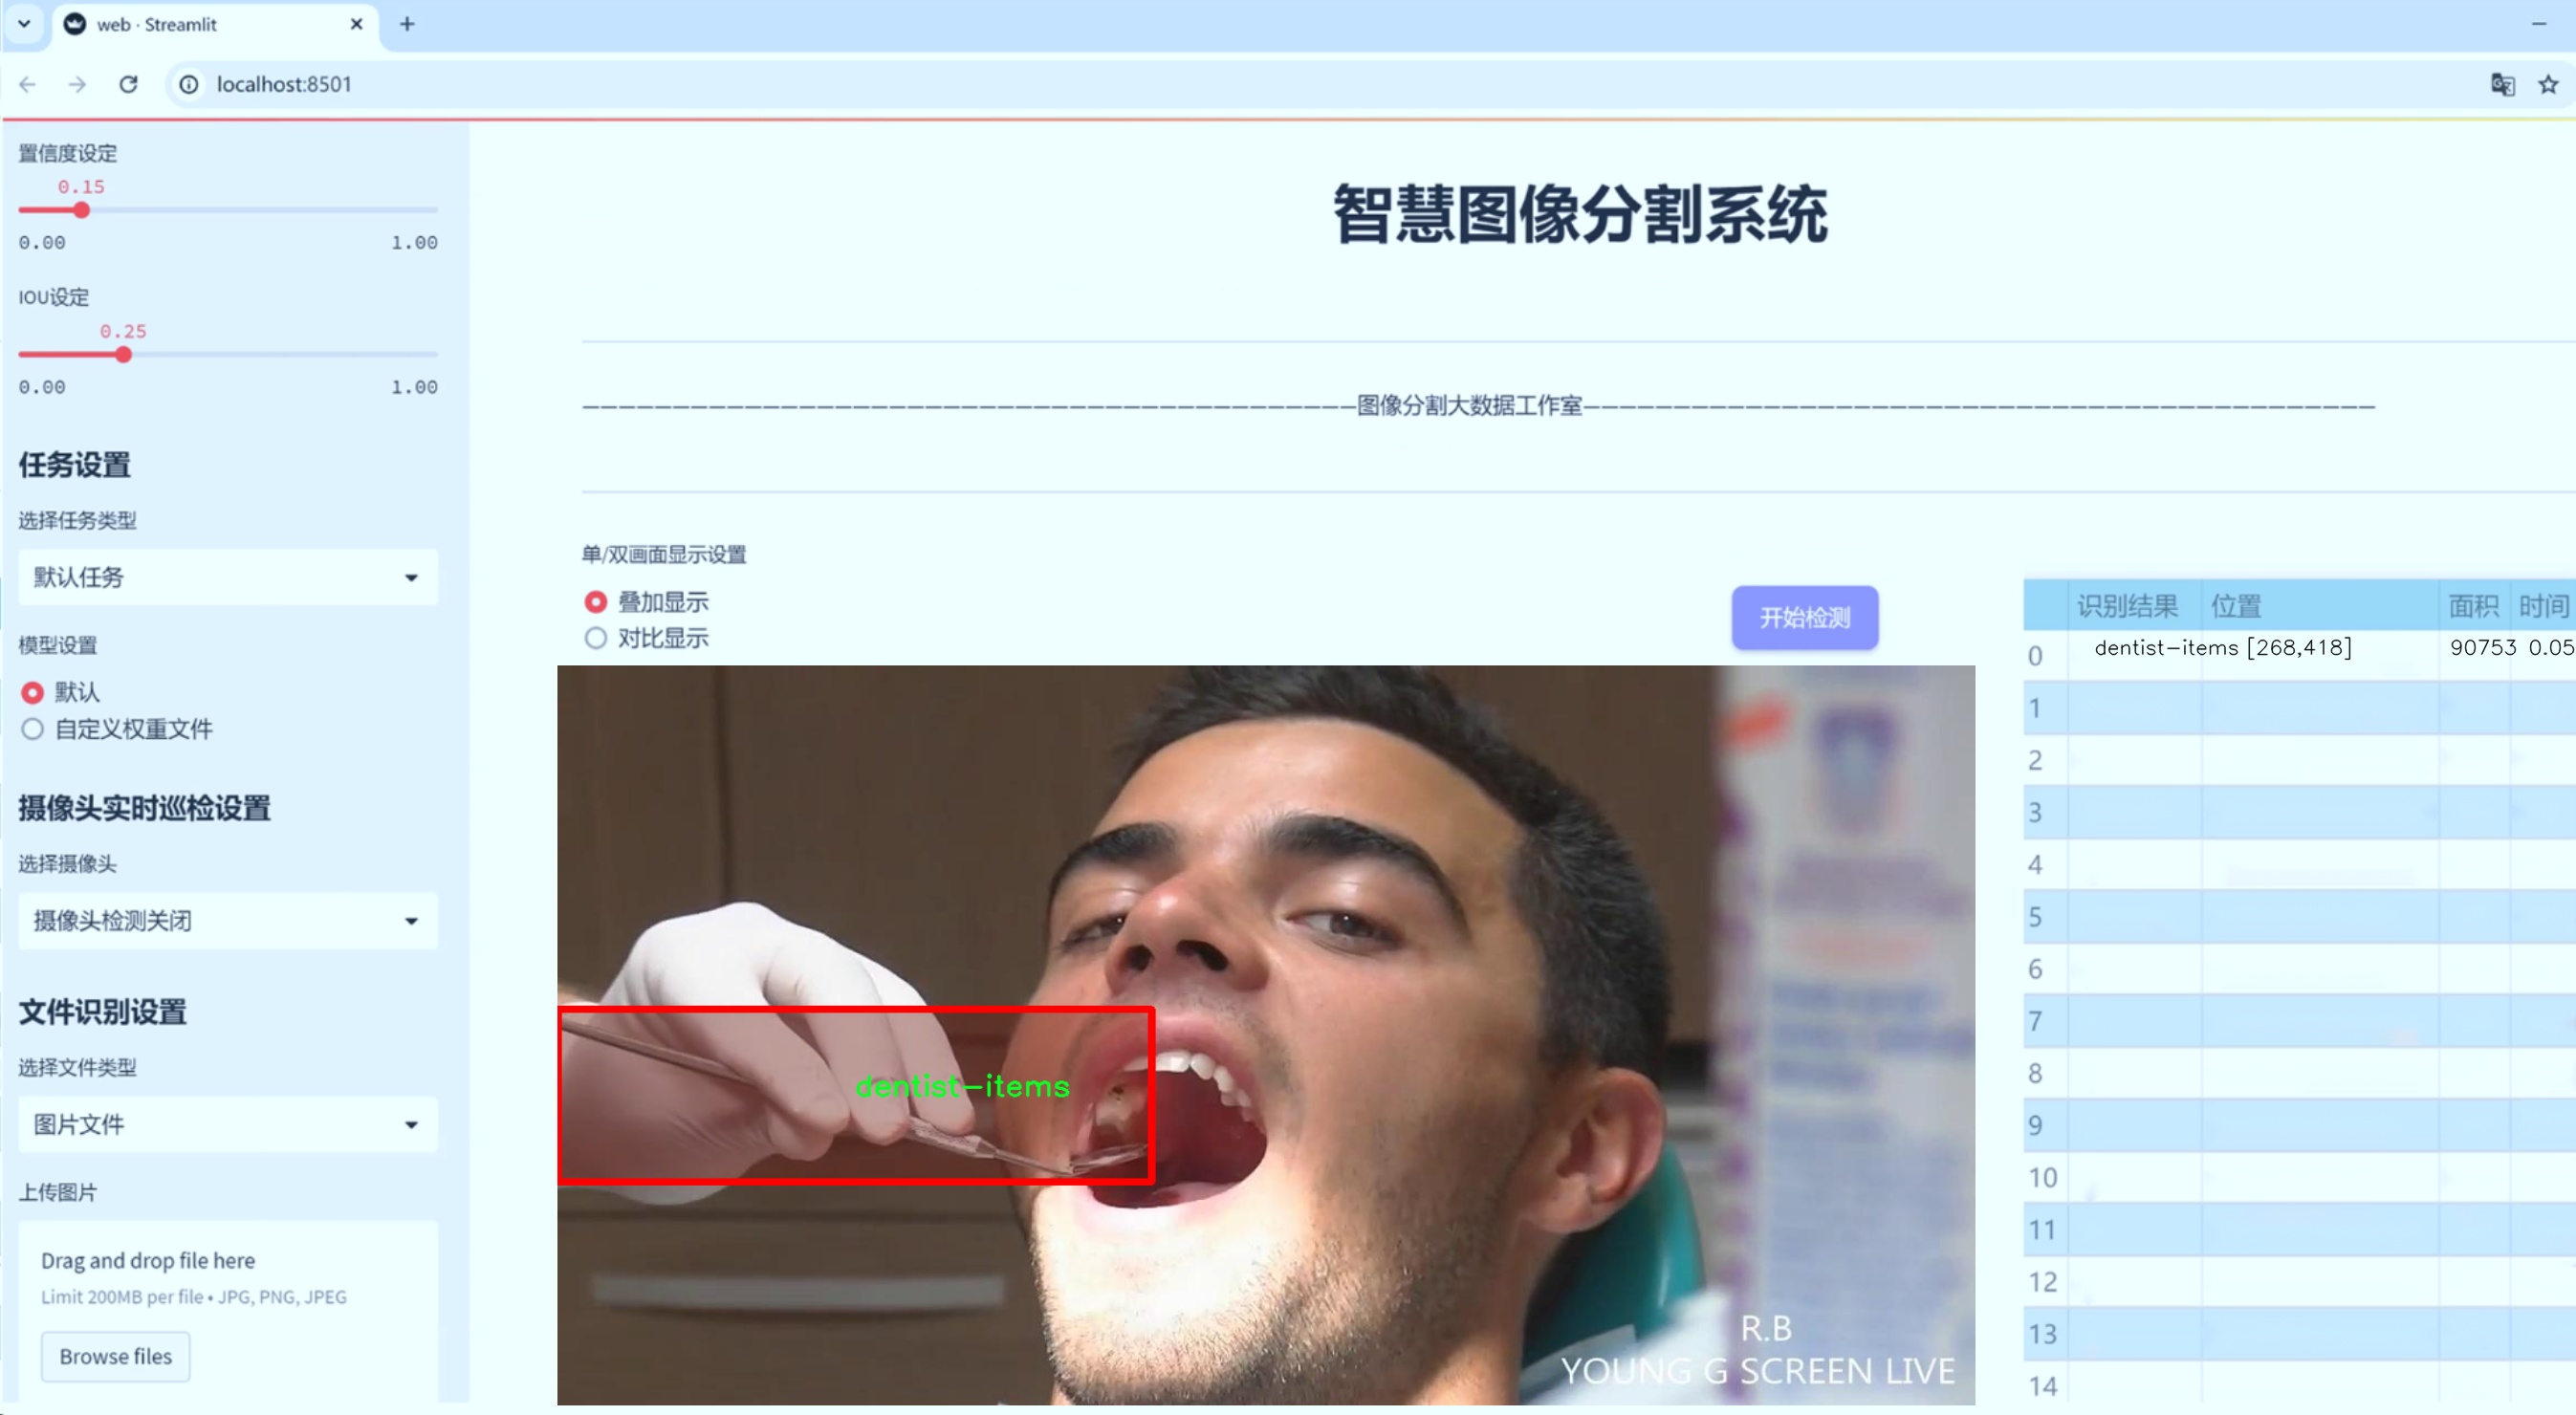 web · Streamlit
localhost:8501
置信度设定
0.15
0.00 1.00
IOU设定
0.25
0.00 1.00
任务设置
选择任务类型
默认任务
模型设置
默认
自定义权重文件
摄像头实时巡检设置
选择摄像头
摄像头检测关闭
文件识别设置
选择文件类型
图片文件
上传图片
Drag and drop file here
Limit 200MB per file • JPG, PNG, JPEG
Browse files
智慧图像分割系统
图像分割大数据工作室
单/双画面显示设置
叠加显示
对比显示
开始检测
dentist-items
R.B
YOUNG G SCREEN LIVE
识别结果 位置 面积 时间
0 dentist-items [268,418] 90753 0.05
1
2
3
4
5
6
7
8
9
10
11
12
13
14